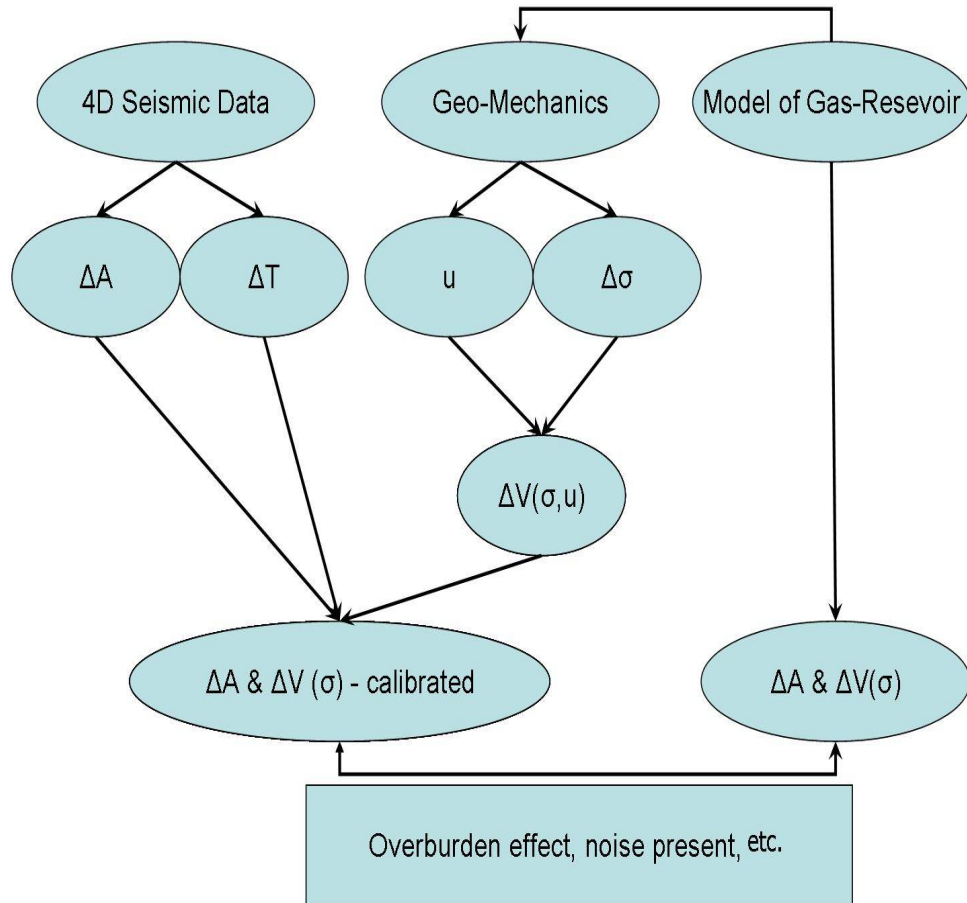 4D Seismic Data
Geo-Mechanics
Model of Gas-Resevoir
ΔA
ΔT
u
Δσ
ΔV(σ,u)
ΔA & ΔV (σ) - calibrated
ΔA & ΔV(σ)
Overburden effect, noise present, etc.